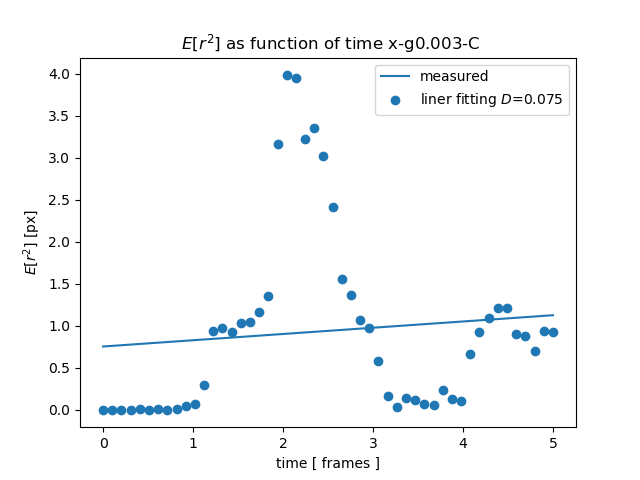 E[r²] as function of time x-g0.003-C
measured
liner fitting D=0.075
4.0
3.5
3.0
2.5
2.0
1.5
1.0
0.5
0.0
E[r²] [px]
0 1 2 3 4 5
time [ frames ]